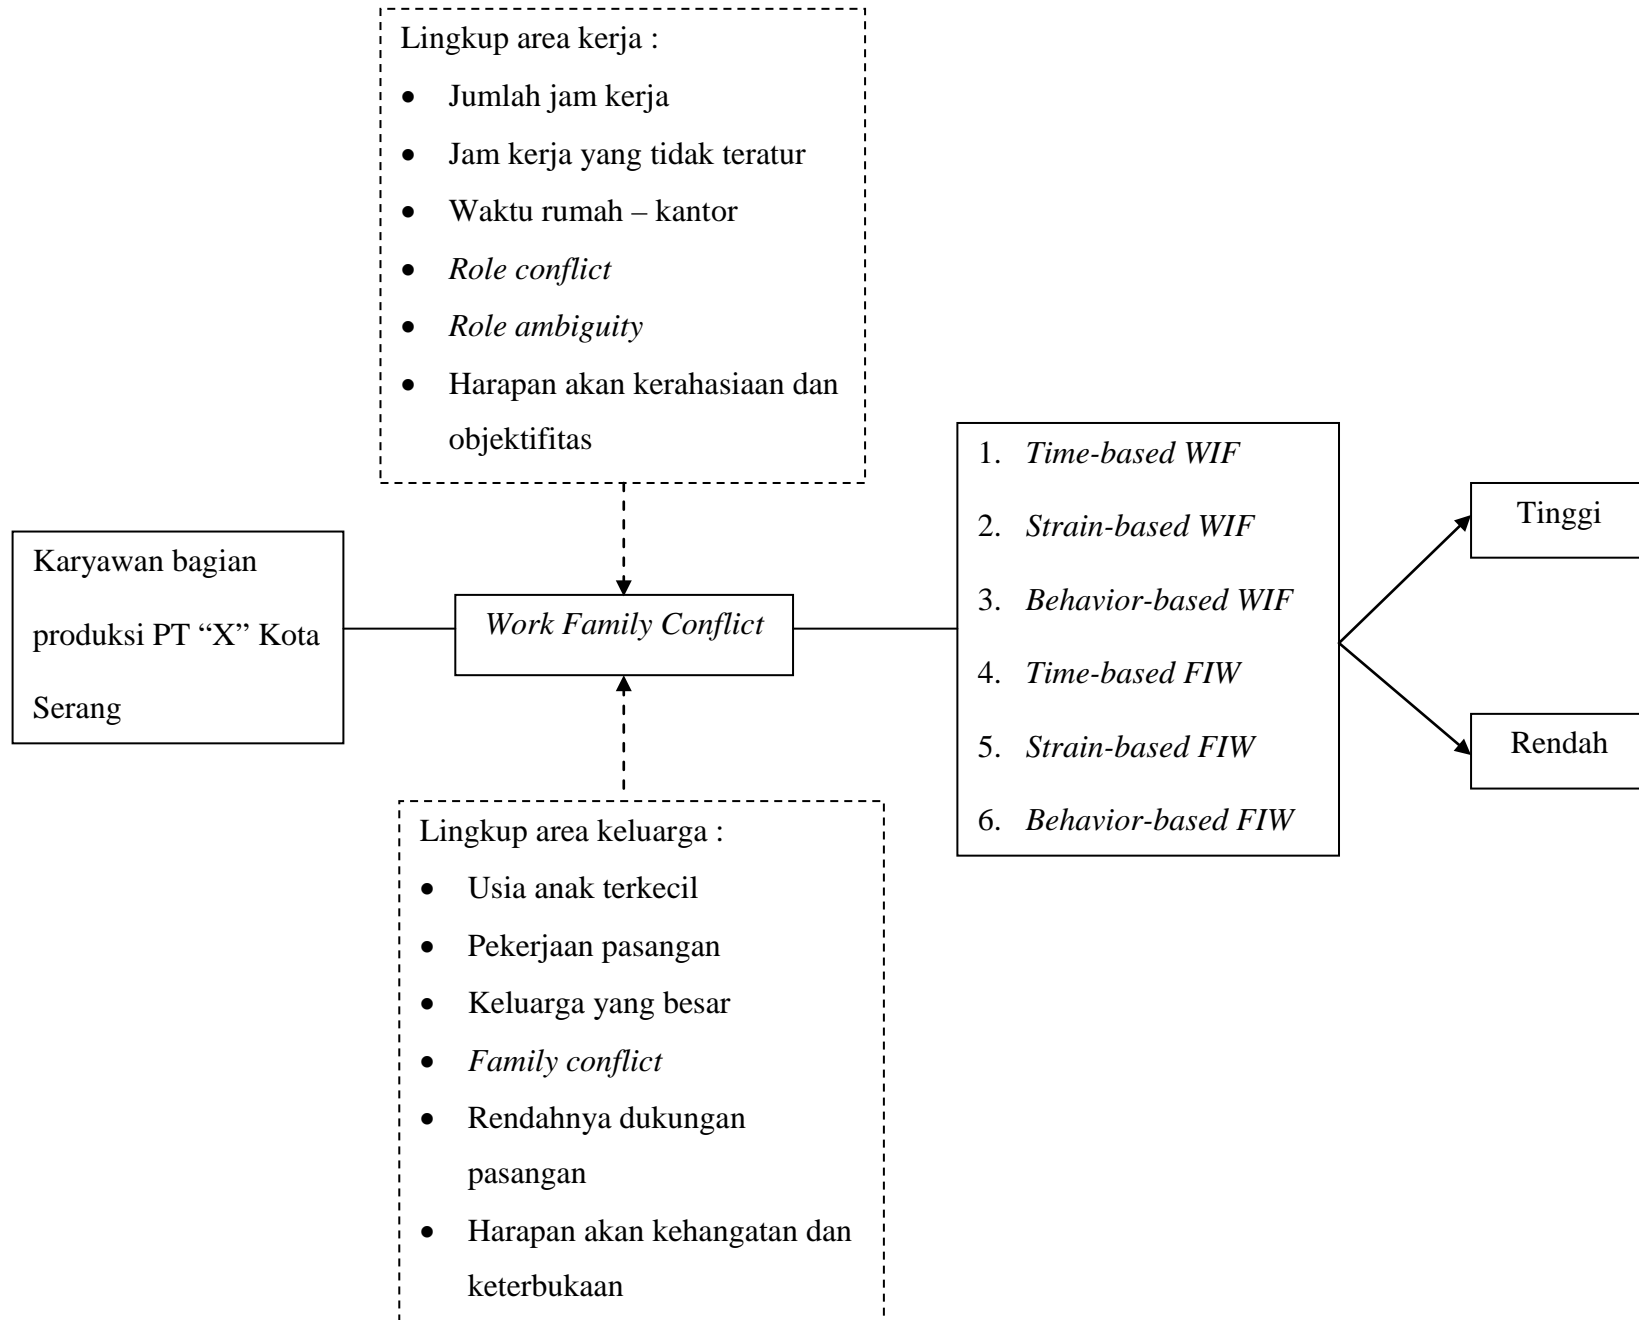 Lingkup area kerja :
• Jumlah jam kerja
• Jam kerja yang tidak teratur
• Waktu rumah – kantor
• Role conflict
• Role ambiguity
• Harapan akan kerahasiaan dan
objektifitas
Karyawan bagian
produksi PT “X” Kota
Serang
Work Family Conflict
1. Time-based WIF
2. Strain-based WIF
3. Behavior-based WIF
4. Time-based FIW
5. Strain-based FIW
6. Behavior-based FIW
Tinggi
Rendah
Lingkup area keluarga :
• Usia anak terkecil
• Pekerjaan pasangan
• Keluarga yang besar
• Family conflict
• Rendahnya dukungan
pasangan
• Harapan akan kehangatan dan
keterbukaan